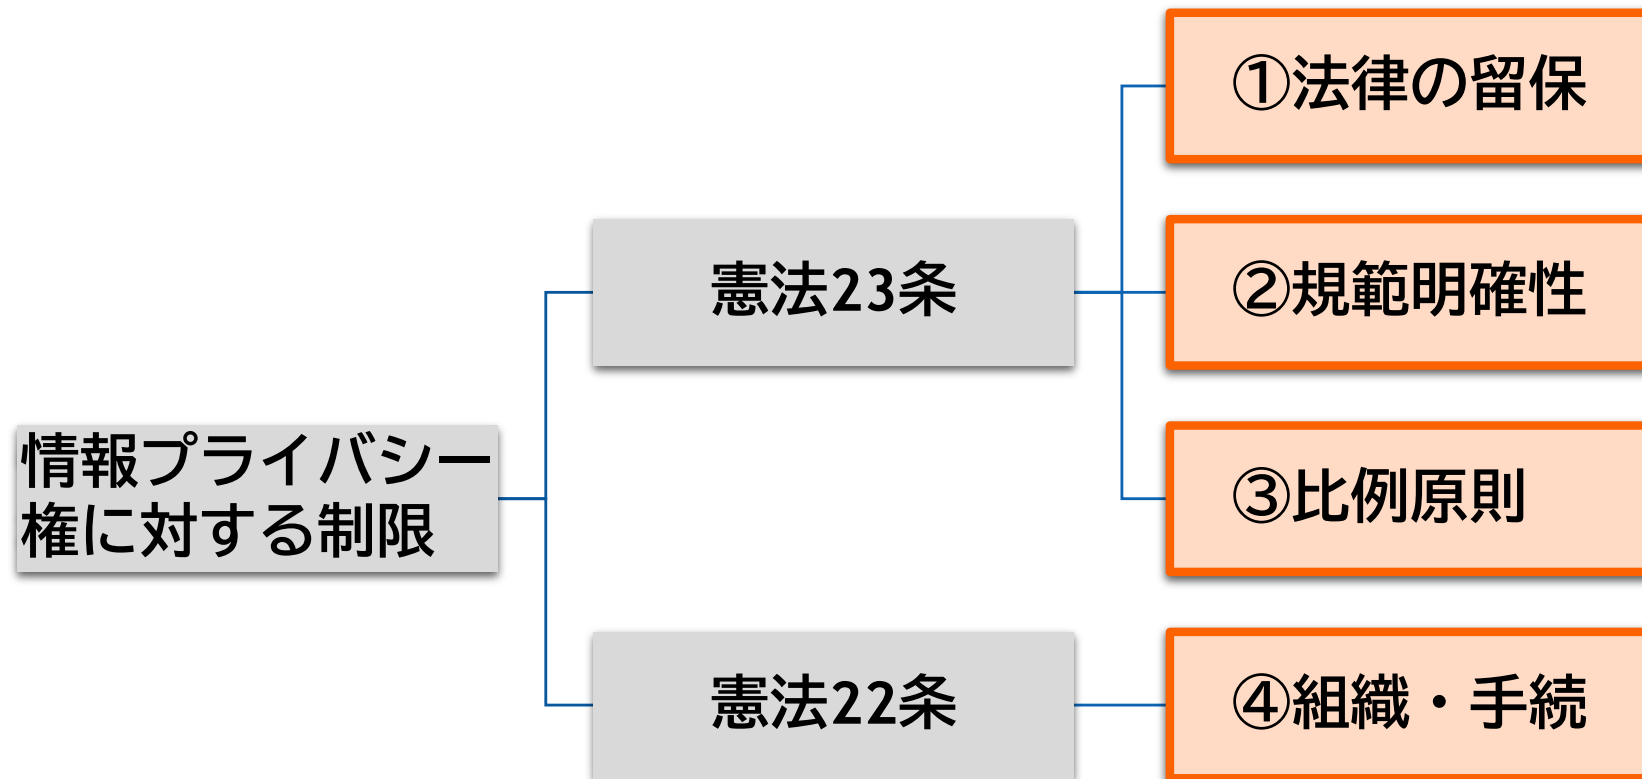 情報プライバシー
権に対する制限
憲法23条
①法律の留保
②規範明確性
③比例原則
憲法22条
④組織・手続